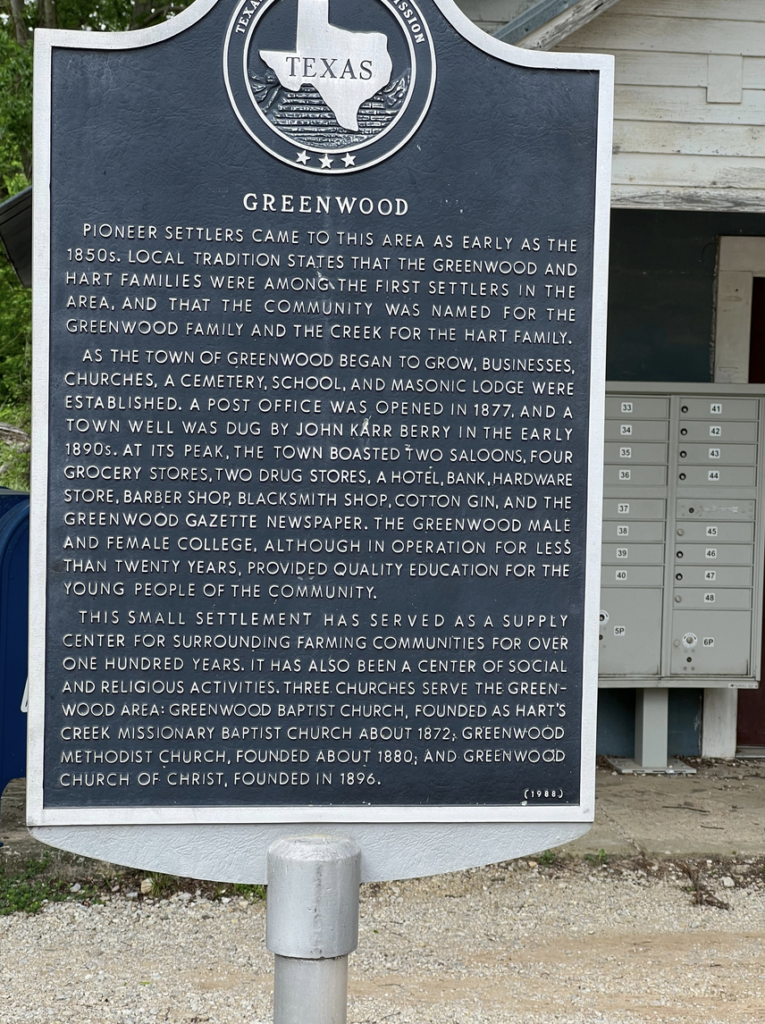 TEXAS
SSION
TEXAS
GREENWOOD
PIONEER SETTLERS CAME TO THIS AREA AS EARLY AS THE
1850s. LOCAL TRADITION STATES THAT THE GREENWOOD AND
HART FAMILIES WERE AMONG THE FIRST SETTLERS IN THE
AREA, AND THAT THE COMMUNITY WAS NAMED FOR THE
GREENWOOD FAMILY AND THE CREEK FOR THE HART FAMILY.
AS THE TOWN OF GREENWOOD BEGAN TO GROW, BUSINESSES,
CHURCHES, A CEMETERY, SCHOOL, AND MASONIC LODGE WERE
ESTABLISHED. A POST OFFICE WAS OPENED IN 1877, AND A
TOWN WELL WAS DUG BY JOHN KARR BERRY IN THE EARLY
1890s. AT ITS PEAK, THE TOWN BOASTED TWO SALOONS, FOUR
GROCERY STORES, TWO DRUG STORES, A HOTEL, BANK, HARDWARE
STORE, BARBER SHOP, BLACKSMITH SHOP, COTTON GIN, AND THE
GREENWOOD GAZETTE NEWSPAPER. THE GREENWOOD MALE
AND FEMALE COLLEGE, ALTHOUGH IN OPERATION FOR LESS
THAN TWENTY YEARS, PROVIDED QUALITY EDUCATION FOR THE
YOUNG PEOPLE OF THE COMMUNITY.
THIS SMALL SETTLEMENT HAS SERVED AS A SUPPLY
CENTER FOR SURROUNDING FARMING COMMUNITIES FOR OVER
ONE HUNDRED YEARS. IT HAS ALSO BEEN A CENTER OF SOCIAL
AND RELIGIOUS ACTIVITIES. THREE CHURCHES SERVE THE GREEN-
WOOD AREA: GREENWOOD BAPTIST CHURCH, FOUNDED AS HART'S
CREEK MISSIONARY BAPTIST CHURCH ABOUT 1872; GREENWOOD
METHODIST CHURCH, FOUNDED ABOUT 1880; AND GREENWOOD
CHURCH OF CHRIST, FOUNDED IN 1896.
(1988)
33 41
34 42
35 43
36 44
37
38 45
39 46
40 47
48
5P 6P